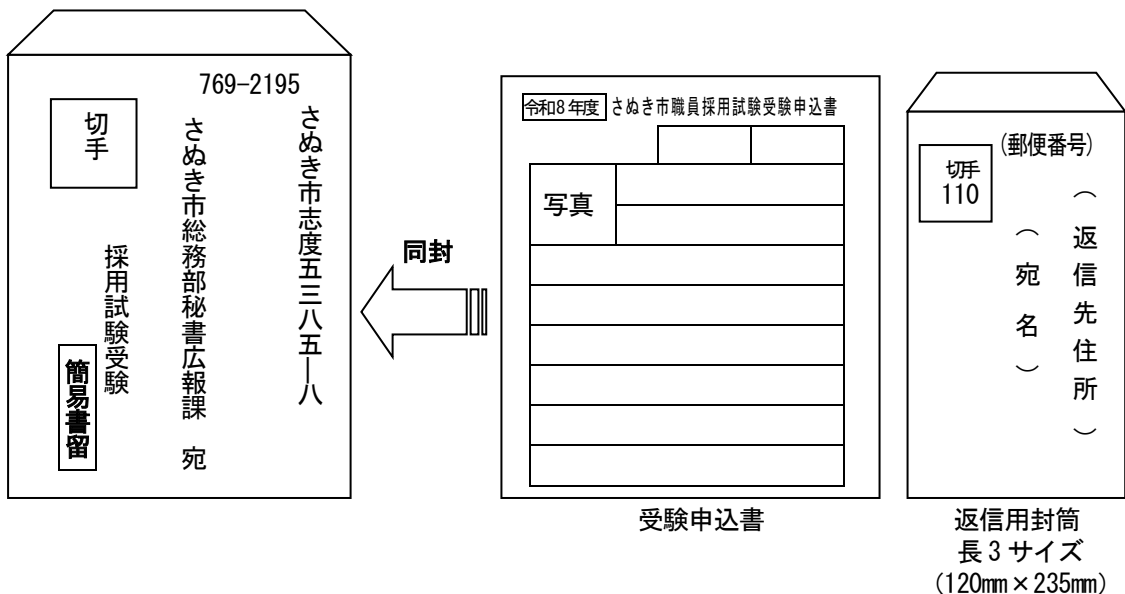 769-2195
さぬき市志度五三八五―八
さぬき市総務部秘書広報課 宛
切手
採用試験受験
簡易書留
同封
令和8年度 さぬき市職員採用試験受験申込書
写真
受験申込書
(郵便番号)
切手
110
(返信先住所)
(宛名)
返信用封筒
長3サイズ
(120㎜×235㎜)